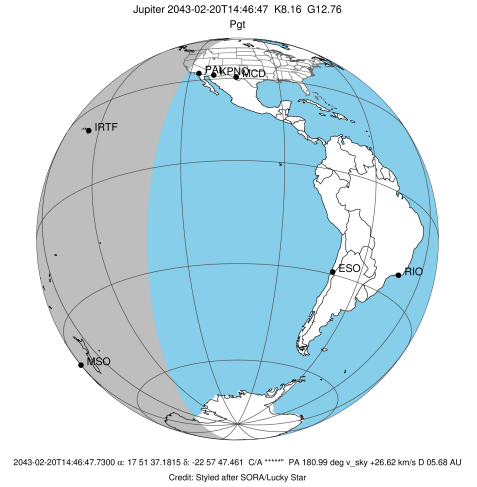 Jupiter 2043-02-20T14:46:47 K8.16 G12.76
Pgt
PAL KPNO MCD
IRTF
ESO
RIO
MSO
2043-02-20T14:46:47.7300 α: 17 51 37.1815 δ: -22 57 47.461 C/A *****" PA 180.99 deg v_sky +26.62 km/s D 05.68 AU
Credit: Styled after SORA/Lucky Star